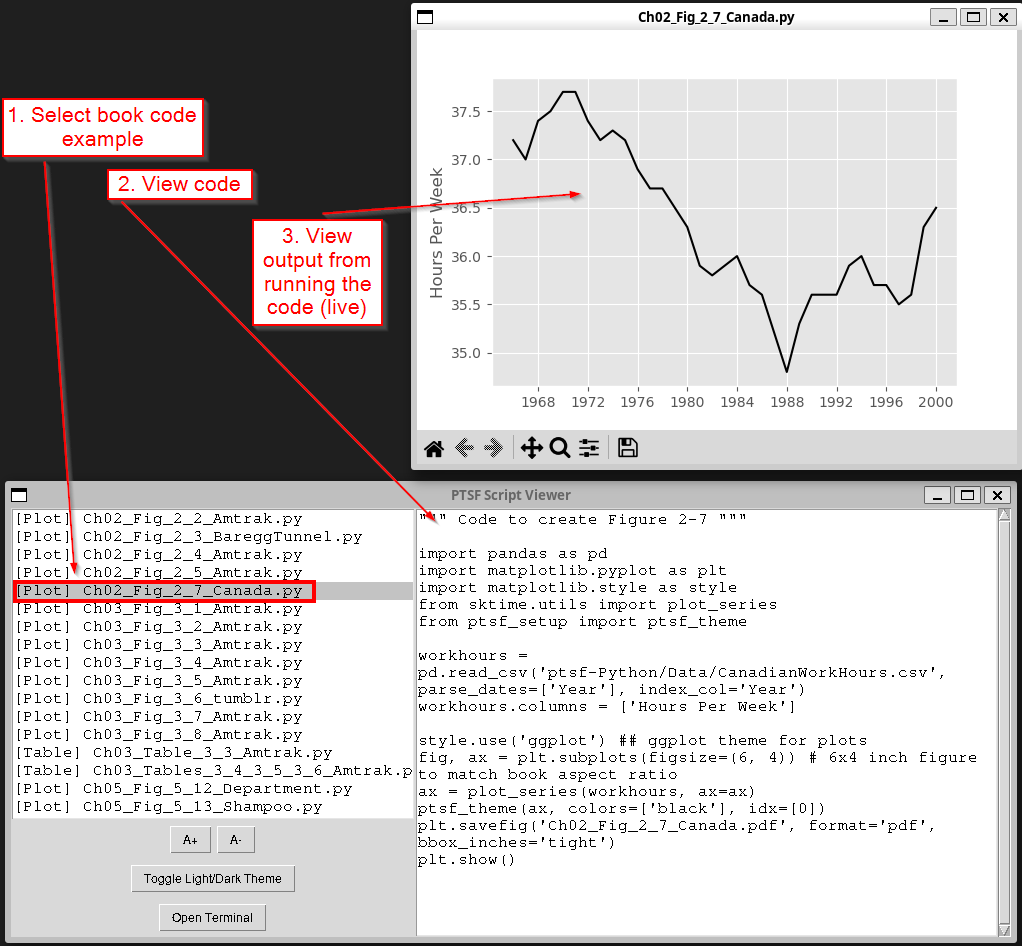 Ch02_Fig_2_7_Canada.py
1. Select book code
example
2. View code
3. View
output from
running the
code (live)
Hours Per Week
37.5
37.0
36.5
36.0
35.5
35.0
1968 1972 1976 1980 1984 1988 1992 1996 2000
PTSF Script Viewer
[Plot] Ch02_Fig_2_2_Amtrak.py
[Plot] Ch02_Fig_2_3_BareggTunnel.py
[Plot] Ch02_Fig_2_4_Amtrak.py
[Plot] Ch02_Fig_2_5_Amtrak.py
[Plot] Ch02_Fig_2_7_Canada.py
[Plot] Ch03_Fig_3_1_Amtrak.py
[Plot] Ch03_Fig_3_2_Amtrak.py
[Plot] Ch03_Fig_3_3_Amtrak.py
[Plot] Ch03_Fig_3_4_Amtrak.py
[Plot] Ch03_Fig_3_5_Amtrak.py
[Plot] Ch03_Fig_3_6_tumblr.py
[Plot] Ch03_Fig_3_7_Amtrak.py
[Plot] Ch03_Fig_3_8_Amtrak.py
[Table] Ch03_Table_3_3_Amtrak.py
[Table] Ch03_Tables_3_4_3_5_3_6_Amtrak.p
[Plot] Ch05_Fig_5_12_Department.py
[Plot] Ch05_Fig_5_13_Shampoo.py
A+ A-
Toggle Light/Dark Theme
Open Terminal
""" Code to create Figure 2-7 """
import pandas as pd
import matplotlib.pyplot as plt
import matplotlib.style as style
from sktime.utils import plot_series
from ptsf_setup import ptsf_theme
workhours =
pd.read_csv('ptsf-Python/Data/CanadianWorkHours.csv',
parse_dates=['Year'], index_col='Year')
workhours.columns = ['Hours Per Week']
style.use('ggplot') ## ggplot theme for plots
fig, ax = plt.subplots(figsize=(6, 4)) # 6x4 inch figure
to match book aspect ratio
ax = plot_series(workhours, ax=ax)
ptsf_theme(ax, colors=['black'], idx=[0])
plt.savefig('Ch02_Fig_2_7_Canada.pdf', format='pdf',
bbox_inches='tight')
plt.show()